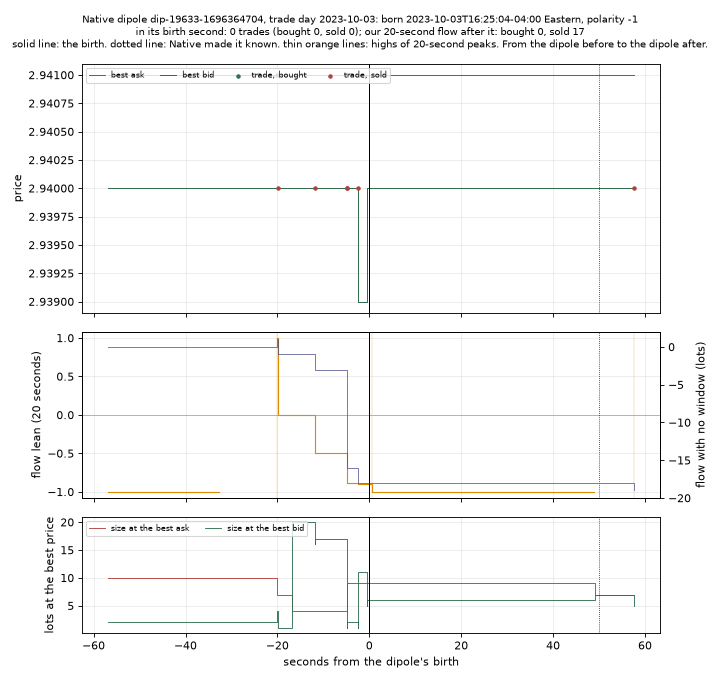 Native dipole dip-19633-1696364704, trade day 2023-10-03: born 2023-10-03T16:25:04-04:00 Eastern, polarity -1
in its birth second: 0 trades (bought 0, sold 0); our 20-second flow after it: bought 0, sold 17
solid line: the birth. dotted line: Native made it known. thin orange lines: highs of 20-second peaks. From the dipole before to the dipole after.
best ask
best bid
trade, bought
trade, sold
2.94100
2.94075
2.94050
2.94025
2.94000
2.93975
2.93950
2.93925
2.93900
price
1.0
0.5
0.0
−0.5
−1.0
flow lean (20 seconds)
0
−5
−10
−15
−20
flow with no window (lots)
size at the best ask
size at the best bid
20
15
10
5
lots at the best price
−60
−40
−20
0
20
40
60
seconds from the dipole's birth